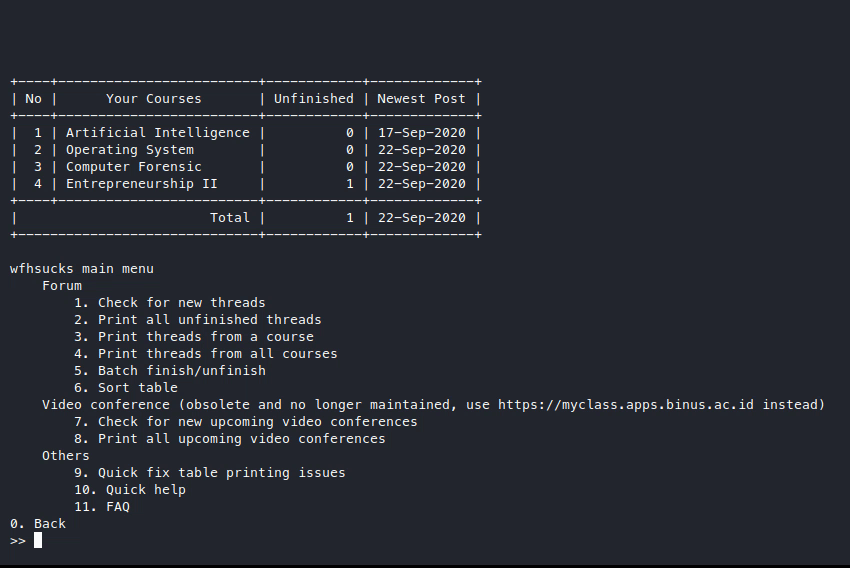 +----+-------------------------+------------+-------------+
| No |      Your Courses       | Unfinished | Newest Post |
+----+-------------------------+------------+-------------+
|  1 | Artificial Intelligence |          0 | 17-Sep-2020 |
|  2 | Operating System        |          0 | 22-Sep-2020 |
|  3 | Computer Forensic       |          0 | 22-Sep-2020 |
|  4 | Entrepreneurship II     |          1 | 22-Sep-2020 |
+----+-------------------------+------------+-------------+
|                        Total |          1 | 22-Sep-2020 |
+------------------------------+------------+-------------+

wfhsucks main menu
    Forum
        1. Check for new threads
        2. Print all unfinished threads
        3. Print threads from a course
        4. Print threads from all courses
        5. Batch finish/unfinish
        6. Sort table
    Video conference (obsolete and no longer maintained, use https://myclass.apps.binus.ac.id instead)
        7. Check for new upcoming video conferences
        8. Print all upcoming video conferences
    Others
        9. Quick fix table printing issues
        10. Quick help
        11. FAQ
0. Back
>>